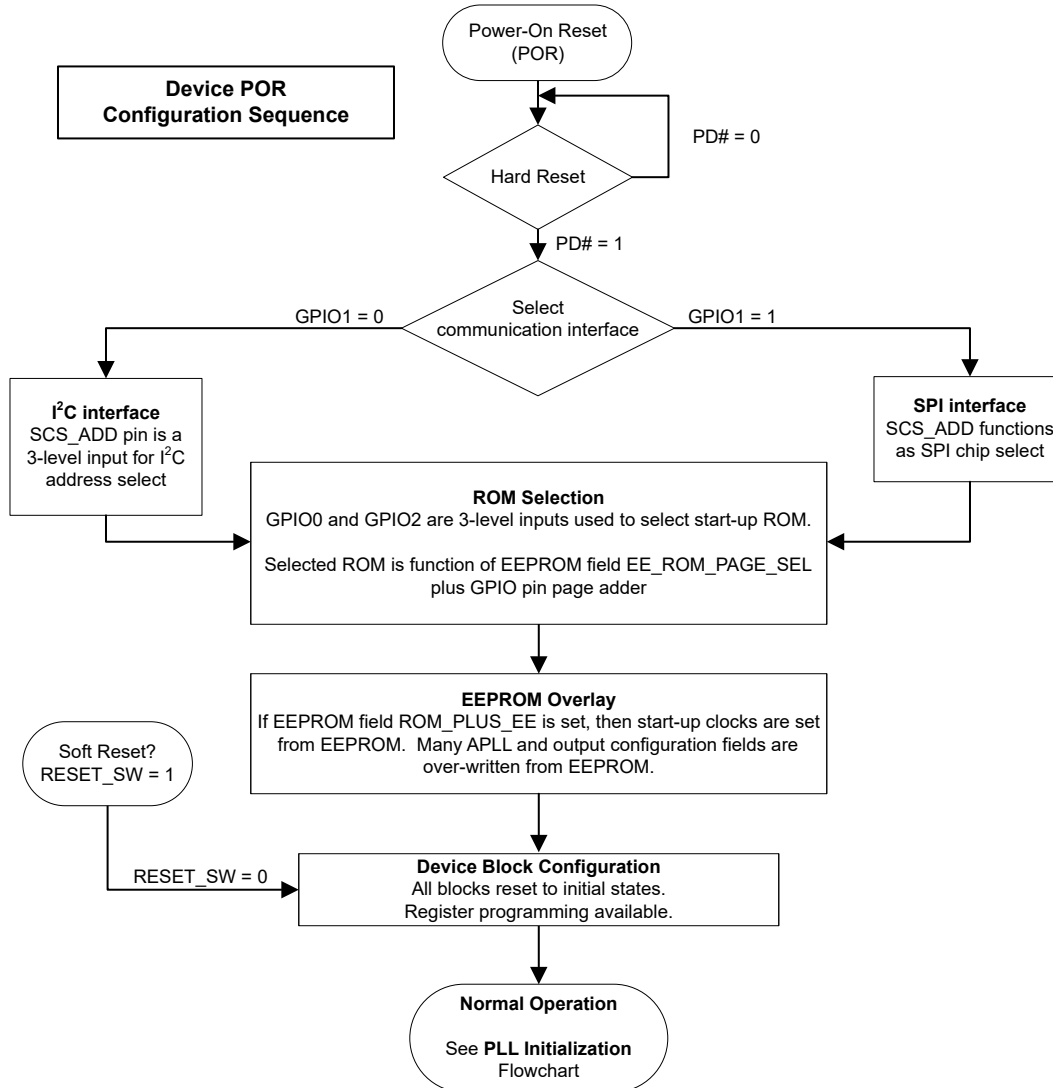 Power-On Reset
(POR)
Device POR
Configuration Sequence
PD# = 0
Hard Reset
PD# = 1
Select
communication interface
GPIO1 = 0
GPIO1 = 1
I²C interface
SCS_ADD pin is a
3-level input for I²C
address select
SPI interface
SCS_ADD functions
as SPI chip select
ROM Selection
GPIO0 and GPIO2 are 3-level inputs used to select start-up ROM.
Selected ROM is function of EEPROM field EE_ROM_PAGE_SEL
plus GPIO pin page adder
EEPROM Overlay
If EEPROM field ROM_PLUS_EE is set, then start-up clocks are set
from EEPROM.  Many APLL and output configuration fields are
over-written from EEPROM.
Soft Reset?
RESET_SW = 1
RESET_SW = 0
Device Block Configuration
All blocks reset to initial states.
Register programming available.
Normal Operation
See PLL Initialization
Flowchart